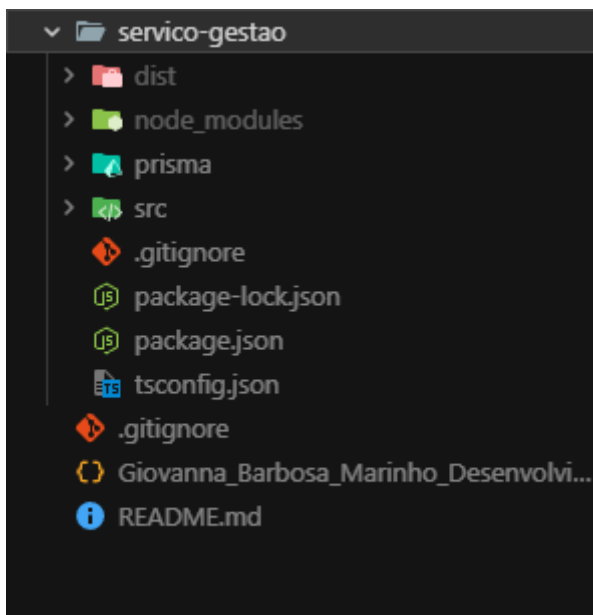 servico-gestao
dist
node_modules
prisma
src
.gitignore
package-lock.json
package.json
tsconfig.json
.gitignore
Giovanna_Barbosa_Marinho_Desenvolvi...
README.md